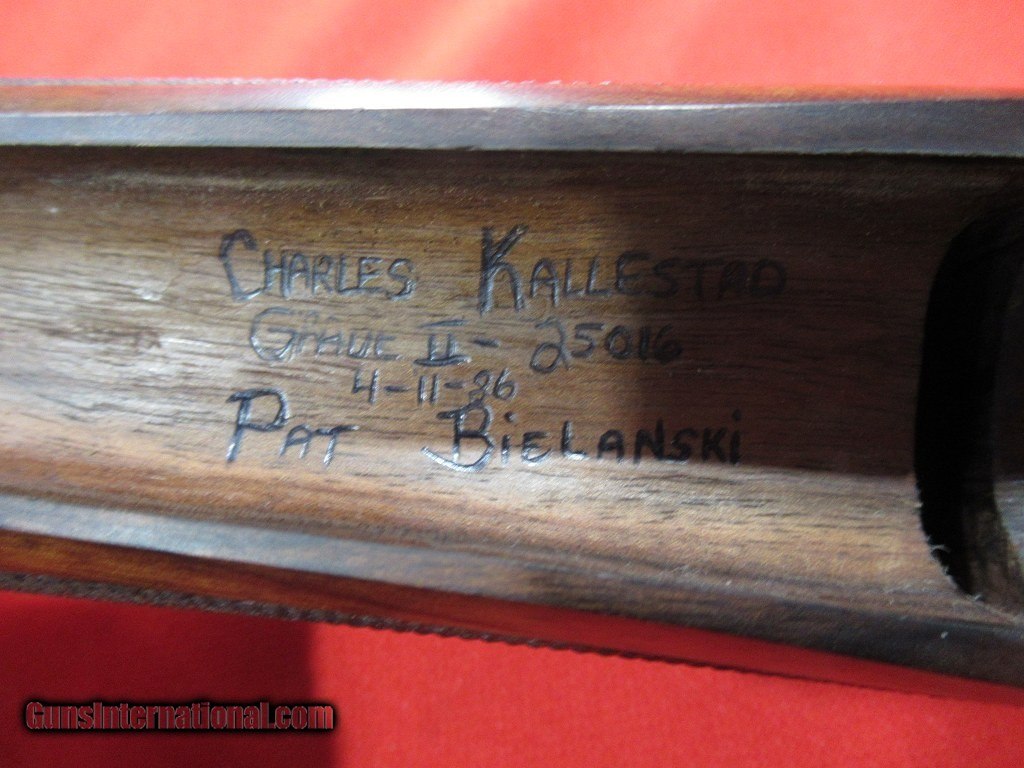 CHARLES KALLESTAD
GRADE II - 25016
4-11-86
PAT BIELANSKI
GunsInternational.com